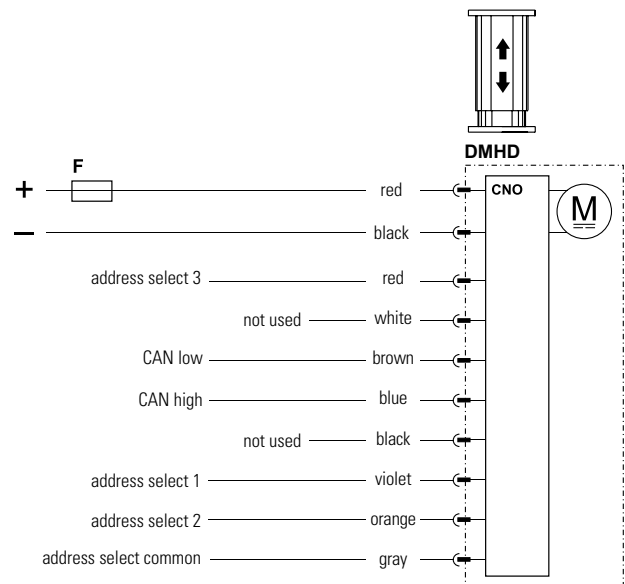 DMHD
F
+ red CNO M
− black
address select 3 red
not used white
CAN low brown
CAN high blue
not used black
address select 1 violet
address select 2 orange
address select common gray